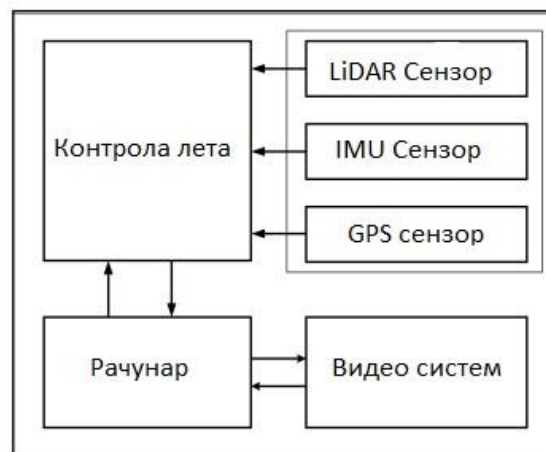 LiDAR Сензор
Контрола лета
IMU Сензор
GPS сензор
Рачунар
Видео систем